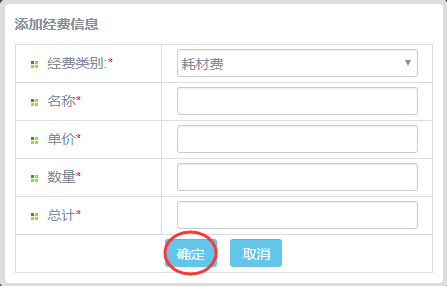 添加经费信息
经费类别:* 耗材费
名称*
单价*
数量*
总计*
确定 取消